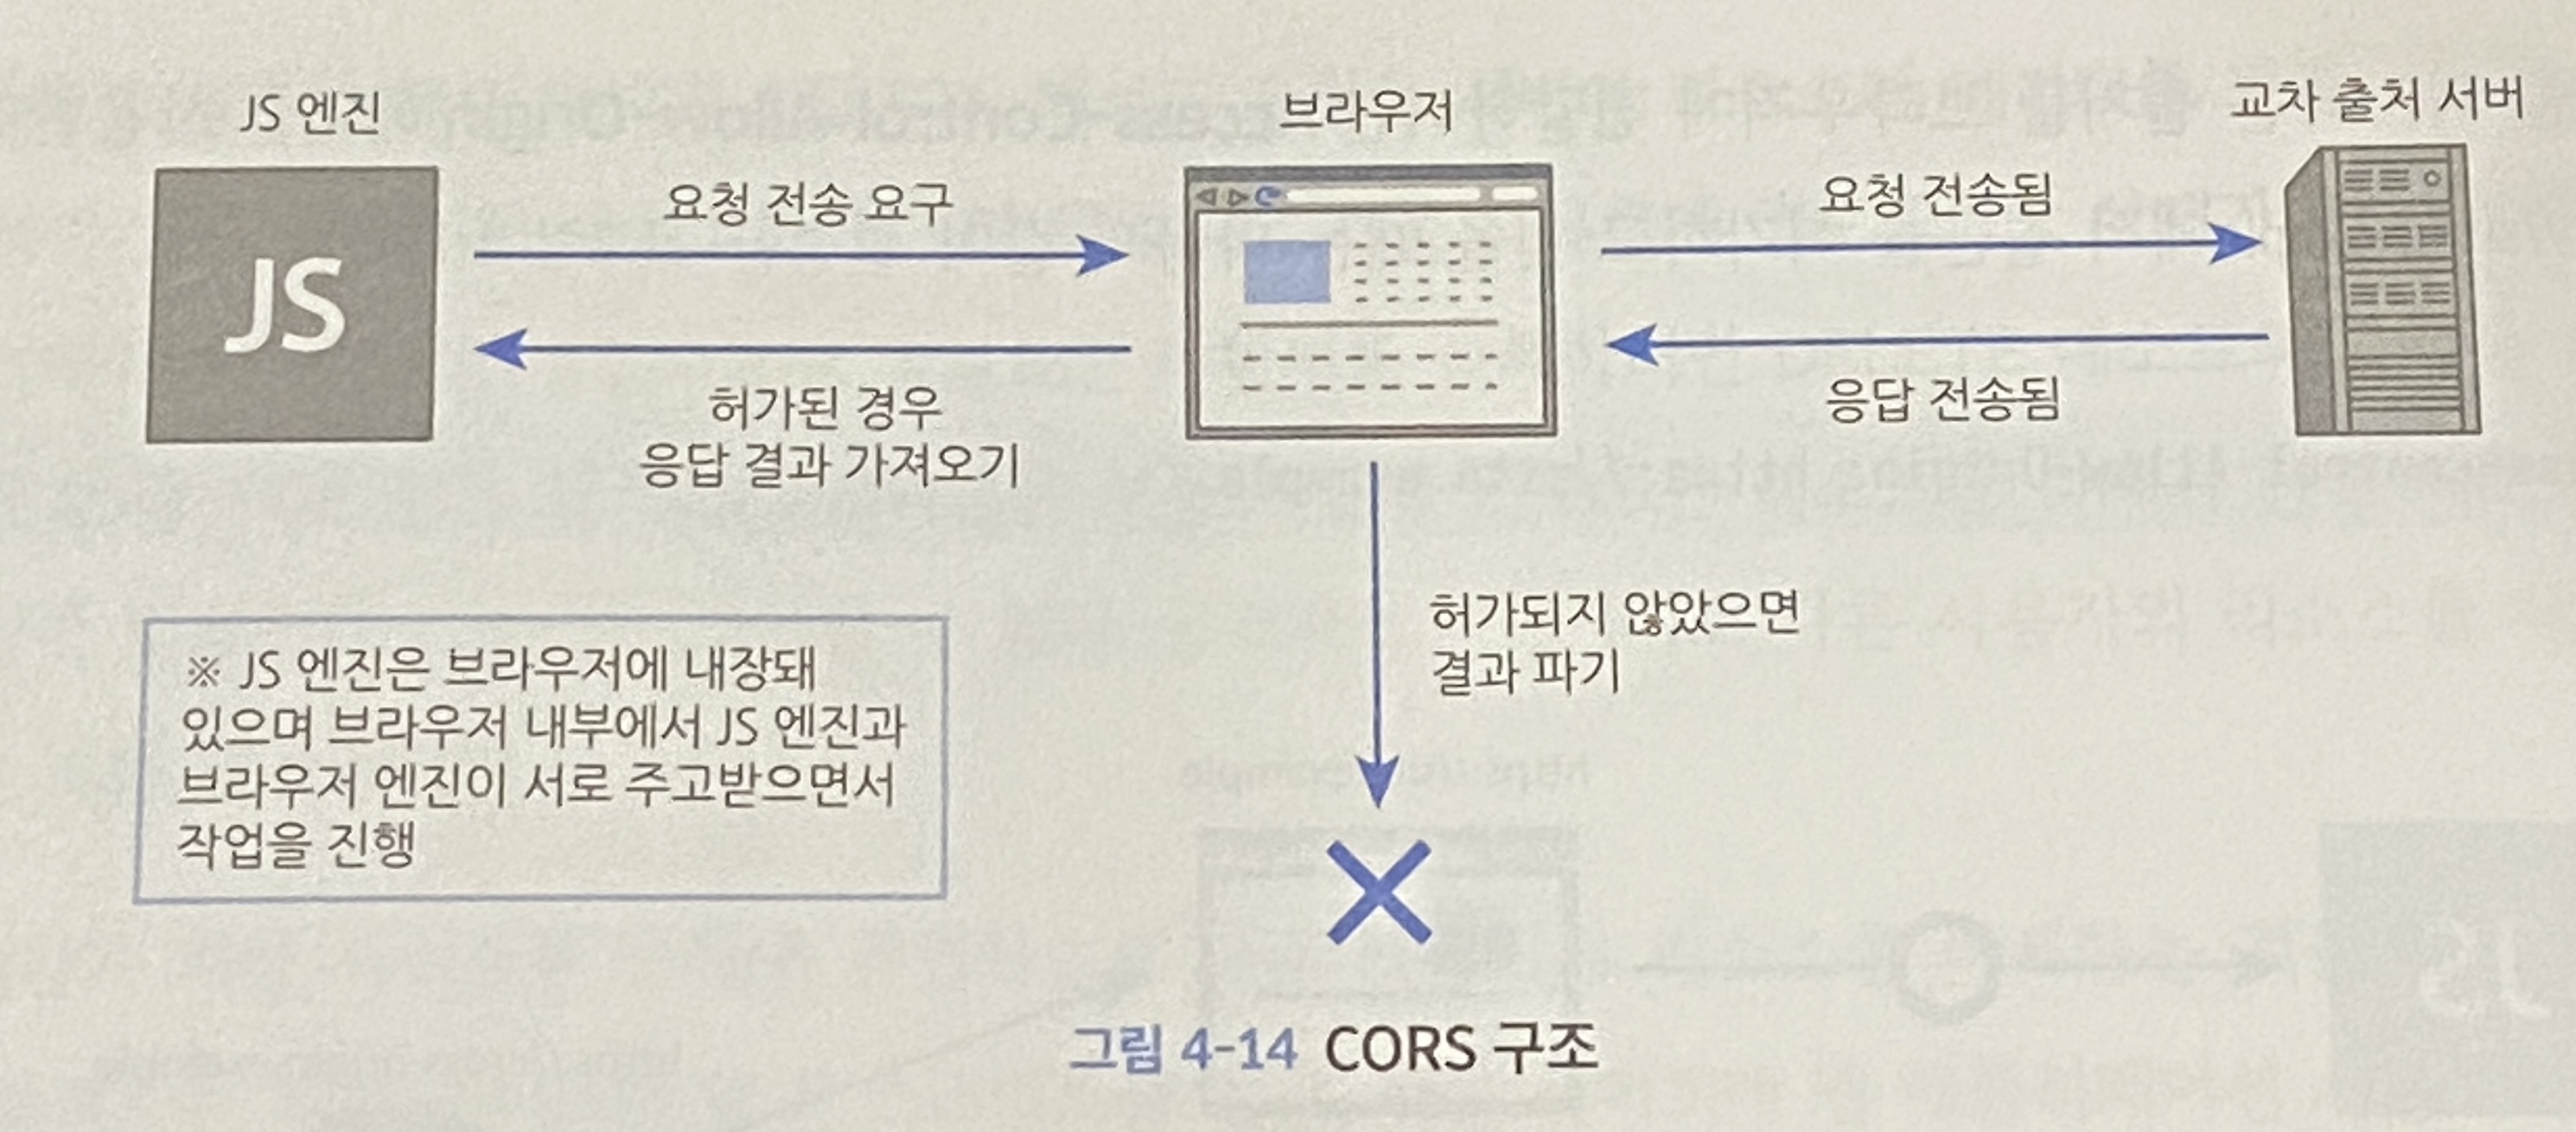 JS 엔진
브라우저
교차 출처 서버
JS
요청 전송 요구
요청 전송됨
허가된 경우
응답 결과 가져오기
응답 전송됨
허가되지 않았으면
결과 파기
※ JS 엔진은 브라우저에 내장돼
있으며 브라우저 내부에서 JS 엔진과
브라우저 엔진이 서로 주고받으면서
작업을 진행
그림 4-14 CORS 구조